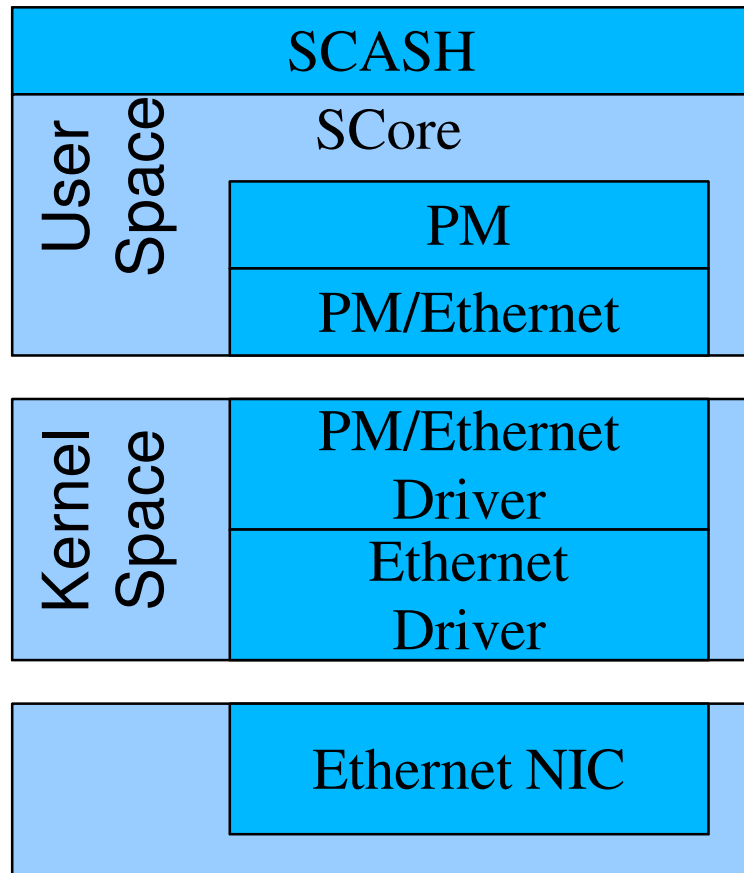 SCASH
User
Space
SCore
PM
PM/Ethernet
Kernel
Space
PM/Ethernet
Driver
Ethernet
Driver
Ethernet NIC